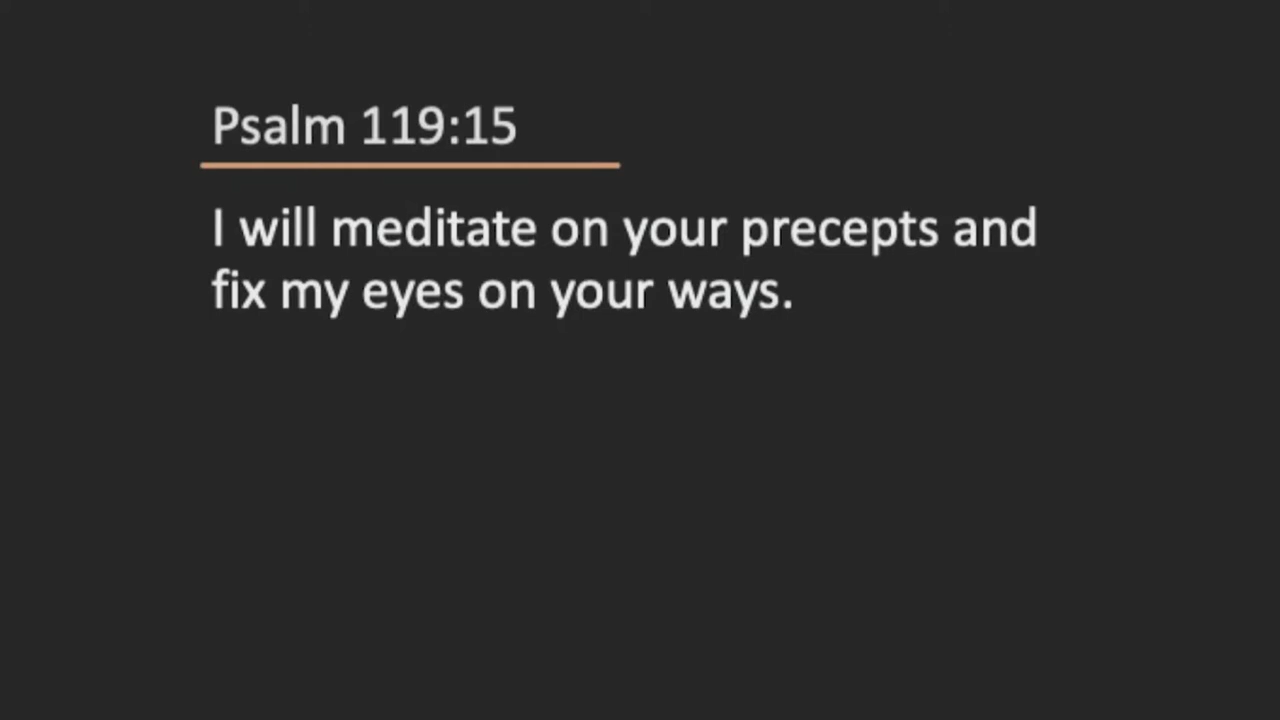 Psalm 119:15
I will meditate on your precepts and
fix my eyes on your ways.